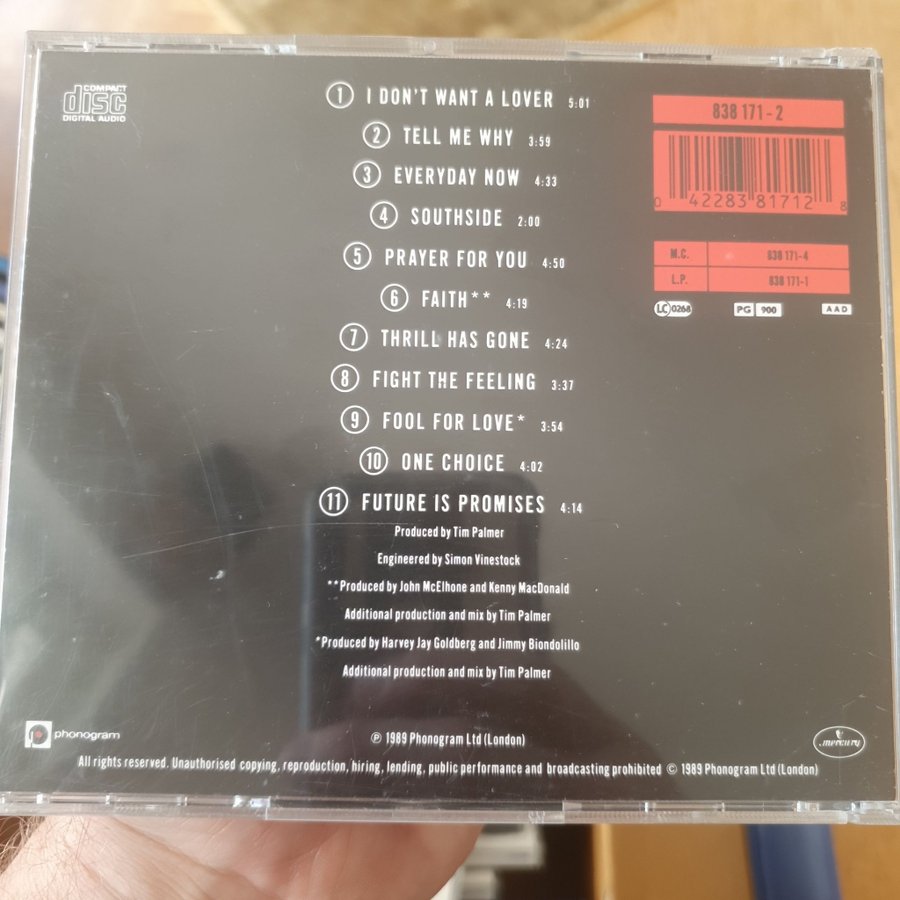 COMPACT
disc
DIGITAL AUDIO
1 I DON'T WANT A LOVER 5:01
2 TELL ME WHY 3:59
3 EVERYDAY NOW 4:33
4 SOUTHSIDE 2:00
5 PRAYER FOR YOU 4:50
6 FAITH** 4:19
7 THRILL HAS GONE 4:24
8 FIGHT THE FEELING 3:37
9 FOOL FOR LOVE* 3:54
10 ONE CHOICE 4:02
11 FUTURE IS PROMISES 4:14
Produced by Tim Palmer
Engineered by Simon Vinestock
**Produced by John McElhone and Kenny MacDonald
Additional production and mix by Tim Palmer
*Produced by Harvey Jay Goldberg and Jimmy Biondolillo
Additional production and mix by Tim Palmer
838 171-2
0 42283 81712 8
M.C. 838 171-4
L.P. 838 171-1
LC 0268 PG 900 AAD
phonogram
℗ 1989 Phonogram Ltd (London)
mercury
All rights reserved. Unauthorised copying, reproduction, hiring, lending, public performance and broadcasting prohibited © 1989 Phonogram Ltd (London)